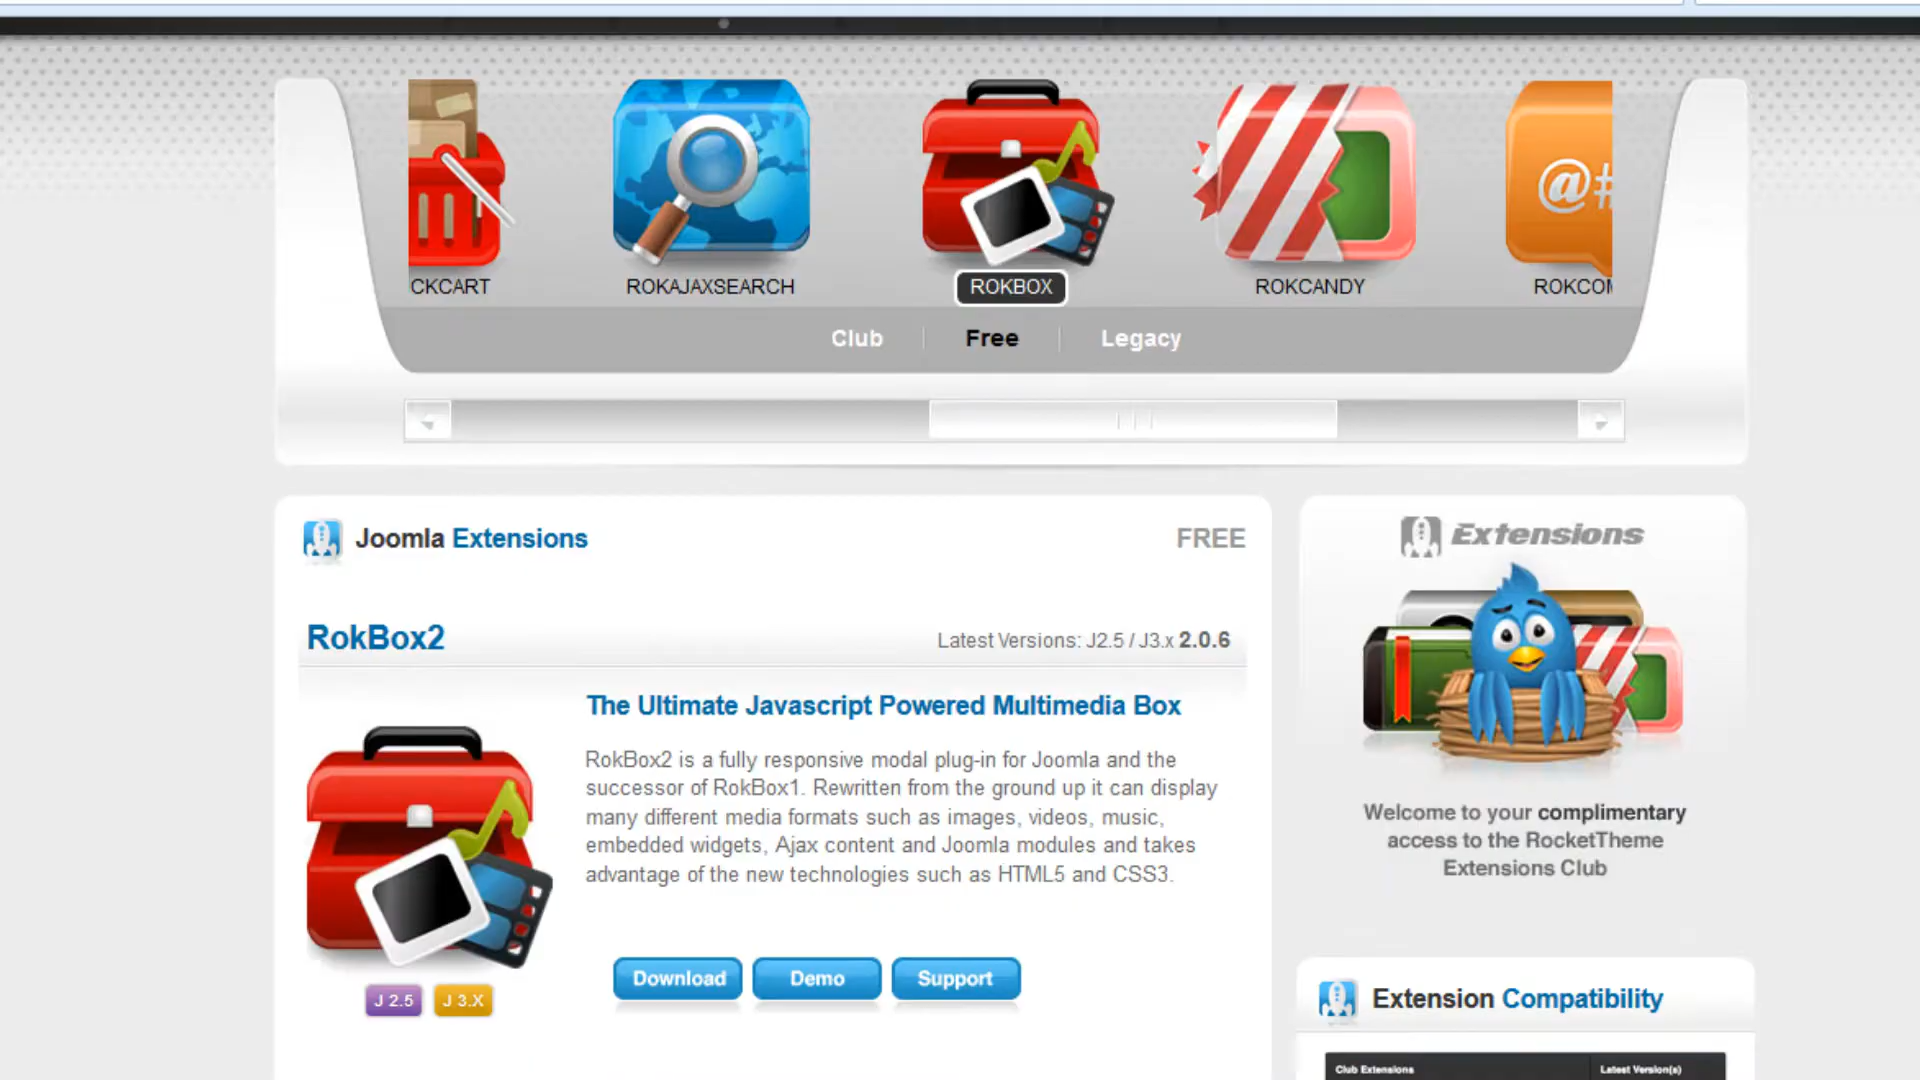 CKCART
ROKAJAXSEARCH
ROKBOX
ROKCANDY
@#
ROKCOM
Club
Free
Legacy
Joomla Extensions
FREE
Extensions
RokBox2
Latest Versions: J2.5 / J3.x 2.0.6
The Ultimate Javascript Powered Multimedia Box
RokBox2 is a fully responsive modal plug-in for Joomla and the
successor of RokBox1. Rewritten from the ground up it can display
many different media formats such as images, videos, music,
embedded widgets, Ajax content and Joomla modules and takes
advantage of the new technologies such as HTML5 and CSS3.
Welcome to your complimentary
access to the RocketTheme
Extensions Club
Download
Demo
Support
J 2.5
J 3.X
Extension Compatibility
Club Extensions
Latest Version(s)